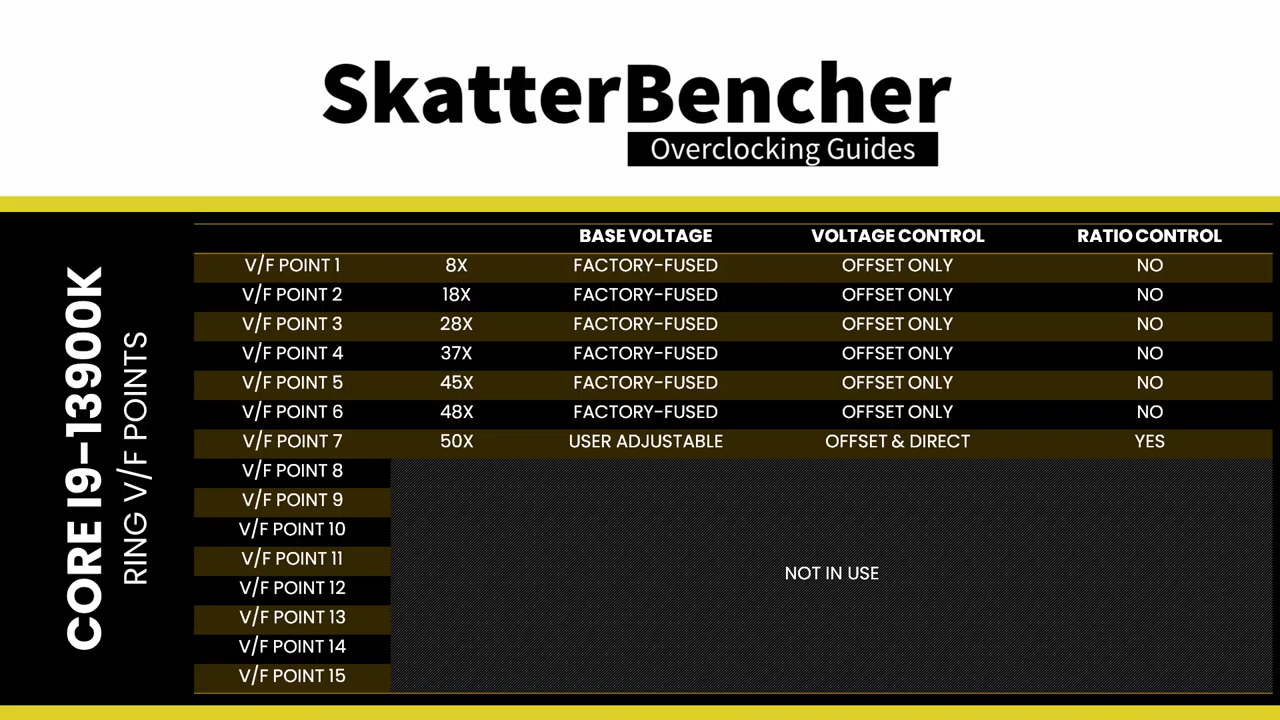 SkatterBencher
Overclocking Guides
CORE I9-13900K
RING V/F POINTS
BASE VOLTAGE VOLTAGE CONTROL RATIO CONTROL
V/F POINT 1 8X FACTORY-FUSED OFFSET ONLY NO
V/F POINT 2 18X FACTORY-FUSED OFFSET ONLY NO
V/F POINT 3 28X FACTORY-FUSED OFFSET ONLY NO
V/F POINT 4 37X FACTORY-FUSED OFFSET ONLY NO
V/F POINT 5 45X FACTORY-FUSED OFFSET ONLY NO
V/F POINT 6 48X FACTORY-FUSED OFFSET ONLY NO
V/F POINT 7 50X USER ADJUSTABLE OFFSET & DIRECT YES
V/F POINT 8
V/F POINT 9
V/F POINT 10
V/F POINT 11
NOT IN USE
V/F POINT 12
V/F POINT 13
V/F POINT 14
V/F POINT 15